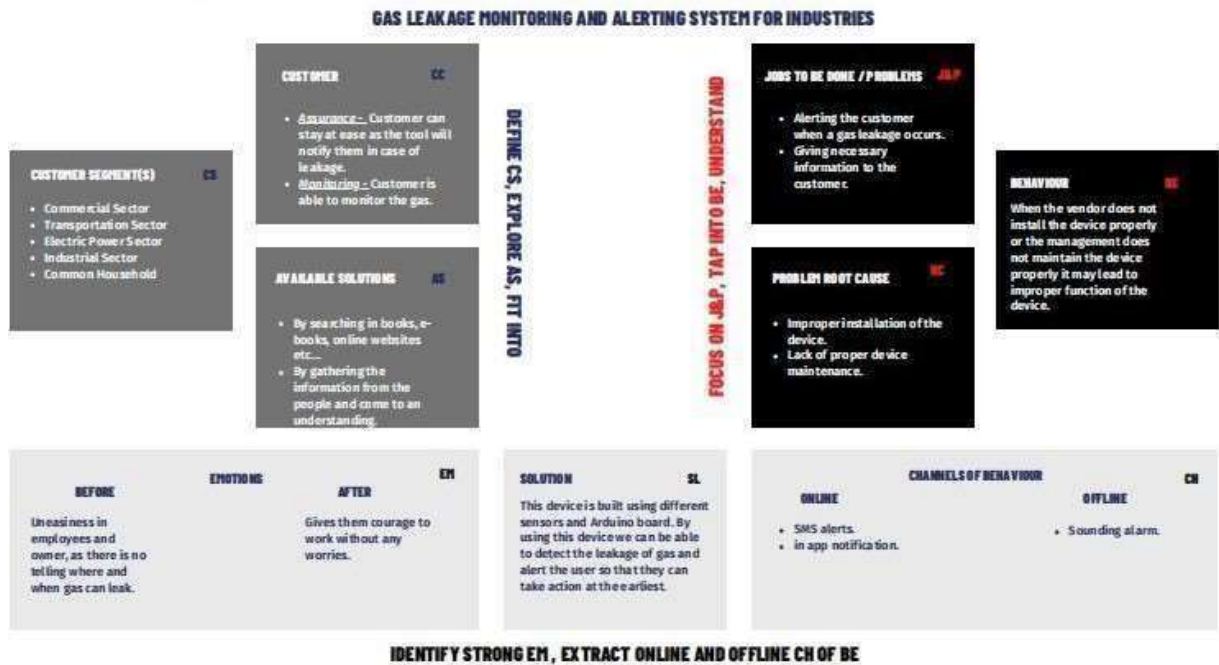 GAS LEAKAGE MONITORING AND ALERTING SYSTEM FOR INDUSTRIES
CUSTOMER SEGMENT(S) CS
• Commercial Sector
• Transportation Sector
• Electric Power Sector
• Industrial Sector
• Common Household
CUSTOMER CC
• Assurance - Customer can
stay at ease as the tool will
notify them in case of
leakage.
• Monitoring - Customer is
able to monitor the gas.
AVAILABLE SOLUTIONS AS
• By searching in books, e-
books, online websites
etc...
• By gathering the
information from the
people and come to an
understanding.
DEFINE CS, EXPLORE AS, FIT INTO
FOCUS ON J&P, TAP INTO BE, UNDERSTAND
JOBS TO BE DONE / PROBLEMS J&P
• Alerting the customer
when a gas leakage occurs.
• Giving necessary
information to the
customer.
PROBLEM ROOT CAUSE RC
• Improper installation of the
device.
• Lack of proper device
maintenance.
BEHAVIOUR BE
When the vendor does not
install the device properly
or the management does
not maintain the device
properly it may lead to
improper function of the
device.
EMOTIONS EM
BEFORE
Uneasiness in
employees and
owner, as there is no
telling where and
when gas can leak.
AFTER
Gives them courage to
work without any
worries.
SOLUTION SL
This device is built using different
sensors and Arduino board. By
using this device we can be able
to detect the leakage of gas and
alert the user so that they can
take action at the earliest.
CHANNELS OF BEHAVIOUR CH
ONLINE
• SMS alerts.
• in app notification.
OFFLINE
• Sounding alarm.
IDENTIFY STRONG EM , EXTRACT ONLINE AND OFFLINE CH OF BE